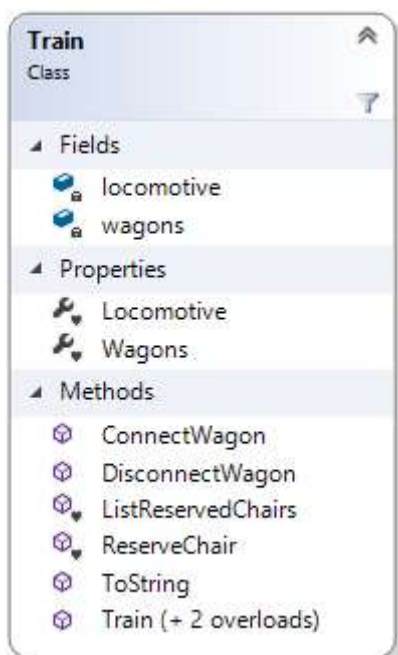 Train
Class
Fields
locomotive
wagons
Properties
Locomotive
Wagons
Methods
ConnectWagon
DisconnectWagon
ListReservedChairs
ReserveChair
ToString
Train (+ 2 overloads)